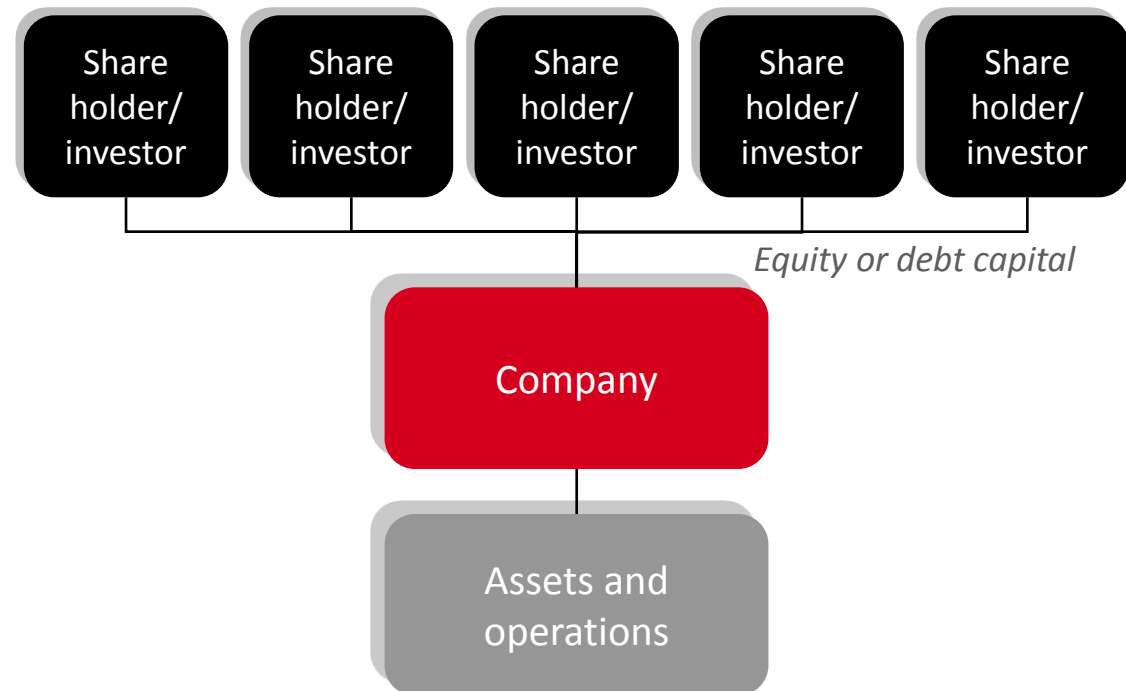 Share
holder/
investor
Share
holder/
investor
Share
holder/
investor
Share
holder/
investor
Share
holder/
investor
Equity or debt capital
Company
Assets and
operations